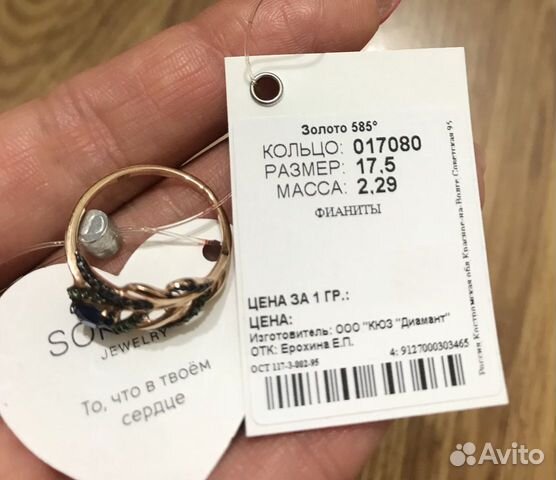 Золото 585°
КОЛЬЦО: 017080
РАЗМЕР: 17.5
МАССА: 2.29
ФИАНИТЫ
ЦЕНА ЗА 1 ГР.:
ЦЕНА:
Изготовитель: ООО "КЮЗ "Диамант"
ОТК: Ерохина Е.П.
4: 9127000303465
ОСТ 117-3-002-95
Россия, Костромская обл Красное-на-Волге Советская 95
JEWELRY
То, что в твоём
сердце
Avito